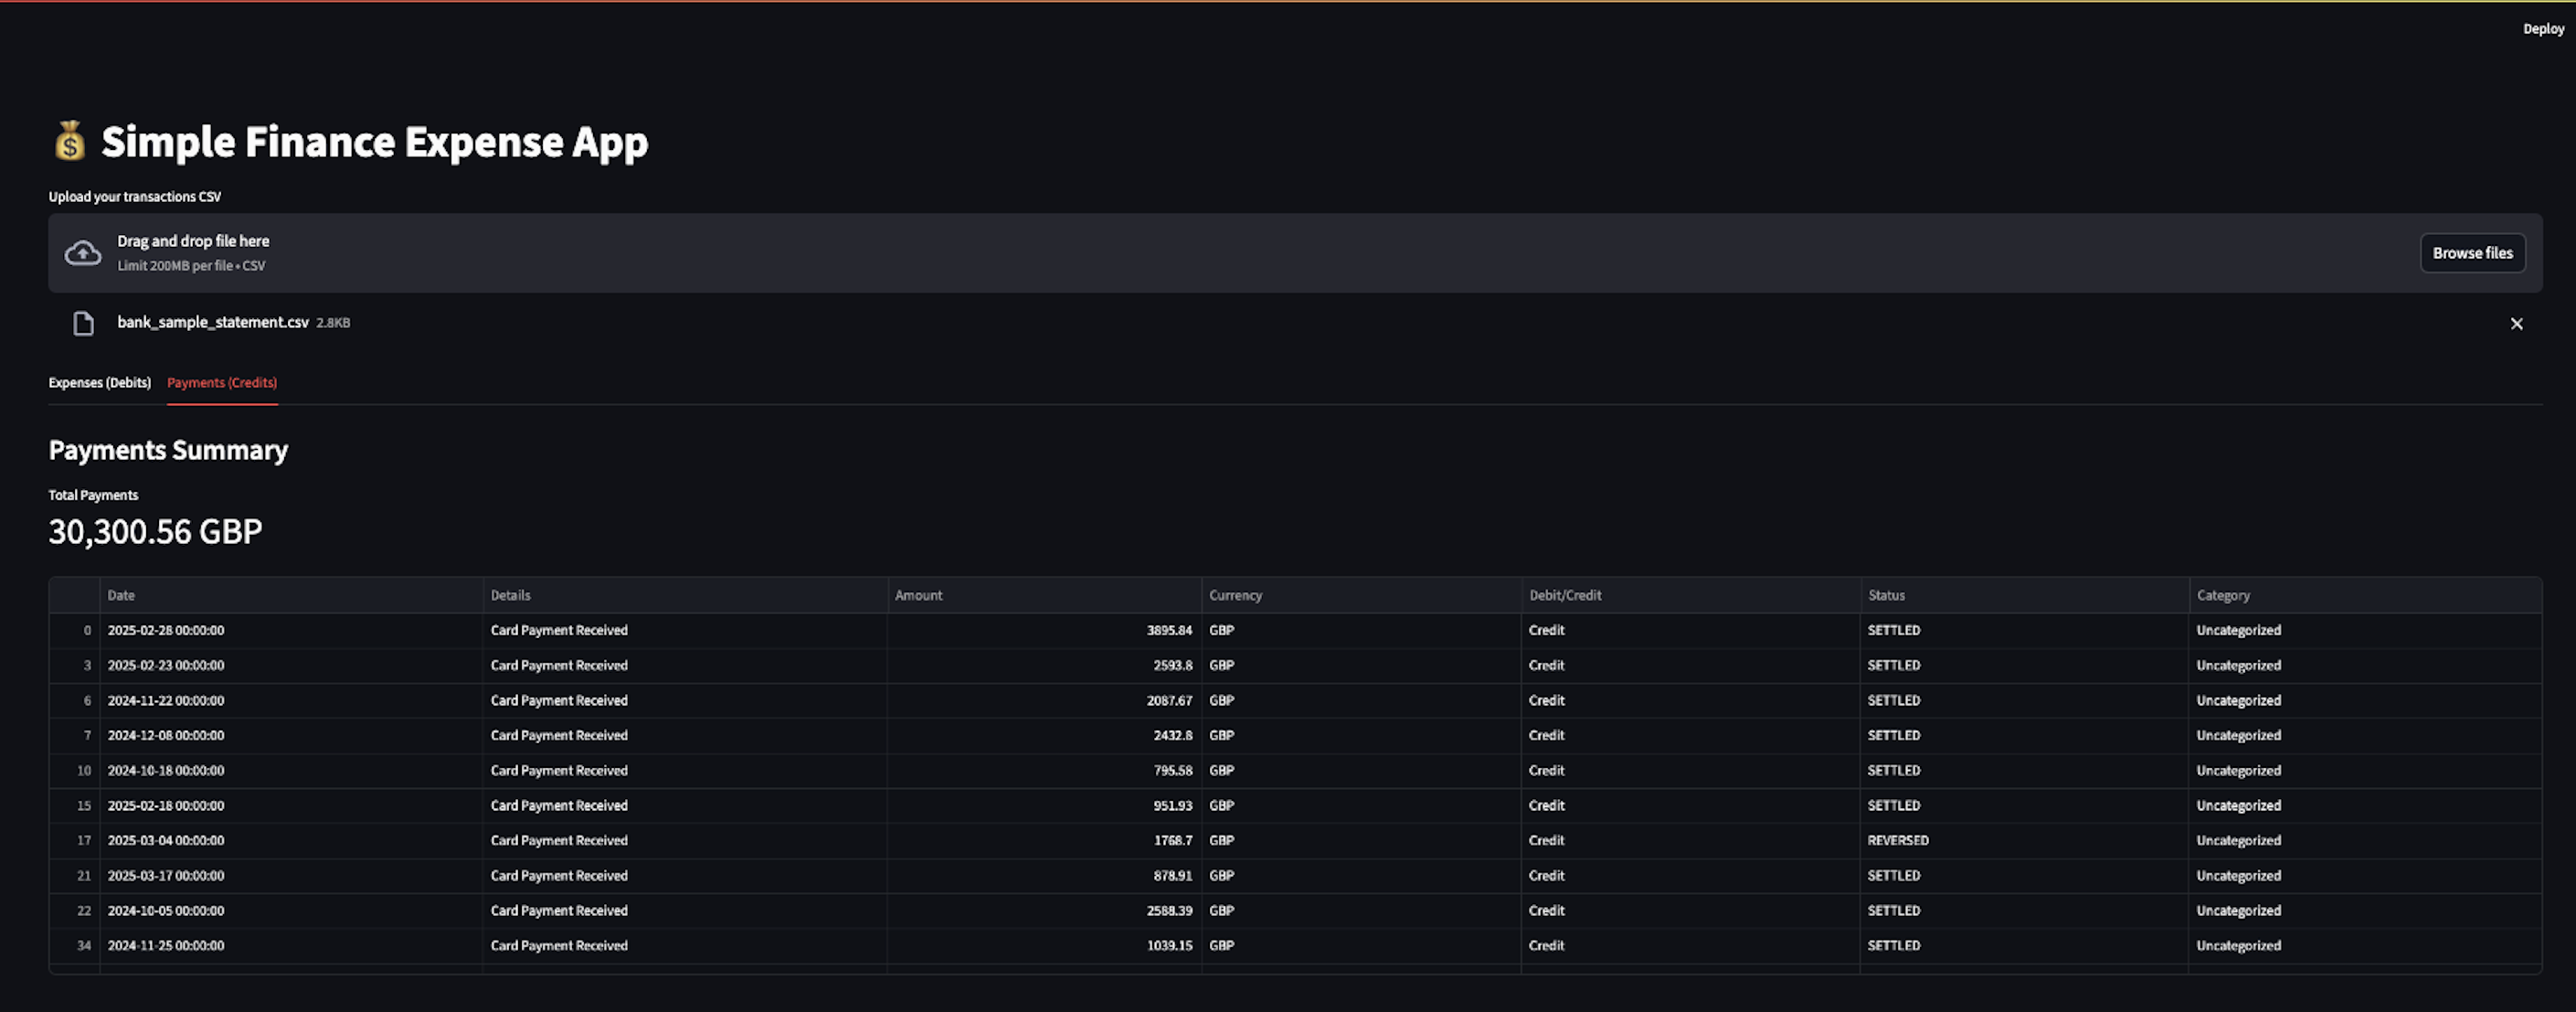 Deploy
💰 Simple Finance Expense App
Upload your transactions CSV
Drag and drop file here
Limit 200MB per file • CSV
Browse files
bank_sample_statement.csv 2.8KB
Expenses (Debits) Payments (Credits)
Payments Summary
Total Payments
30,300.56 GBP
Date Details Amount Currency Debit/Credit Status Category
0 2025-02-28 00:00:00 Card Payment Received 3895.84 GBP Credit SETTLED Uncategorized
3 2025-02-23 00:00:00 Card Payment Received 2593.8 GBP Credit SETTLED Uncategorized
6 2024-11-22 00:00:00 Card Payment Received 2087.67 GBP Credit SETTLED Uncategorized
7 2024-12-08 00:00:00 Card Payment Received 2432.8 GBP Credit SETTLED Uncategorized
10 2024-10-18 00:00:00 Card Payment Received 795.58 GBP Credit SETTLED Uncategorized
15 2025-02-18 00:00:00 Card Payment Received 951.93 GBP Credit SETTLED Uncategorized
17 2025-03-04 00:00:00 Card Payment Received 1768.7 GBP Credit REVERSED Uncategorized
21 2025-03-17 00:00:00 Card Payment Received 878.91 GBP Credit SETTLED Uncategorized
22 2024-10-05 00:00:00 Card Payment Received 2588.39 GBP Credit SETTLED Uncategorized
34 2024-11-25 00:00:00 Card Payment Received 1039.15 GBP Credit SETTLED Uncategorized